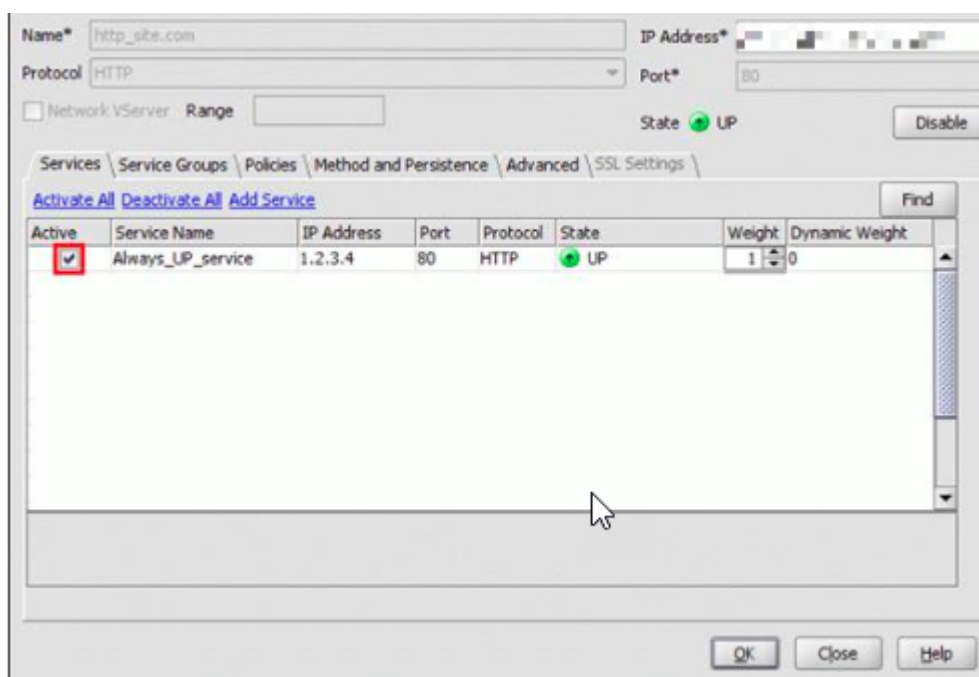 Name* http_site.com IP Address*
Protocol HTTP Port* 80
Network VServer Range
State UP Disable
Services Service Groups Policies Method and Persistence Advanced SSL Settings
Activate All Deactivate All Add Service Find
Active Service Name IP Address Port Protocol State Weight Dynamic Weight
Always_UP_service 1.2.3.4 80 HTTP UP 1 0
OK Close Help